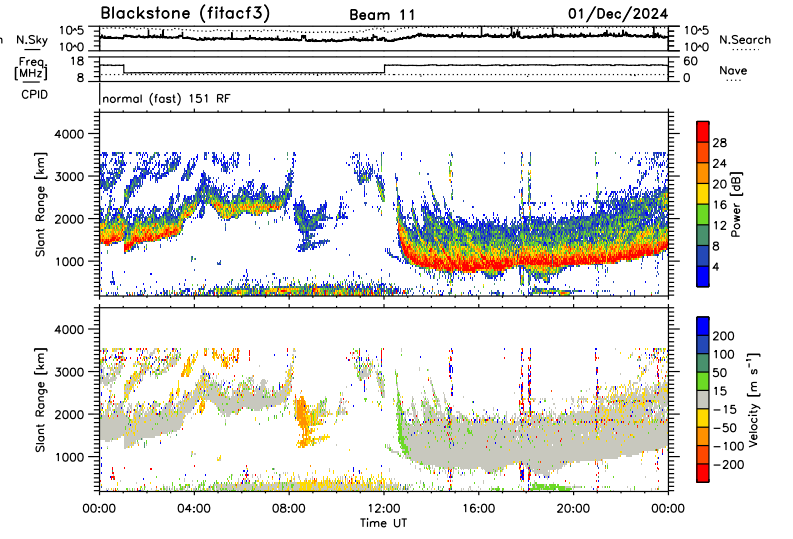 Blackstone (fitacf3) Beam 11 01/Dec/2024
N.Sky 10^5 10^5 N.Search
10^0 10^0
Freq. 18 60
[MHz] 8 0 Nave
CPID normal (fast) 151 RF
4000
3000
2000
1000
Slant Range [km]
28
24
20
16
12
8
4
Power [dB]
4000
3000
2000
1000
Slant Range [km]
200
100
50
15
-15
-50
-100
-200
Velocity [m s⁻¹]
00:00 04:00 08:00 12:00 16:00 20:00 00:00
Time UT